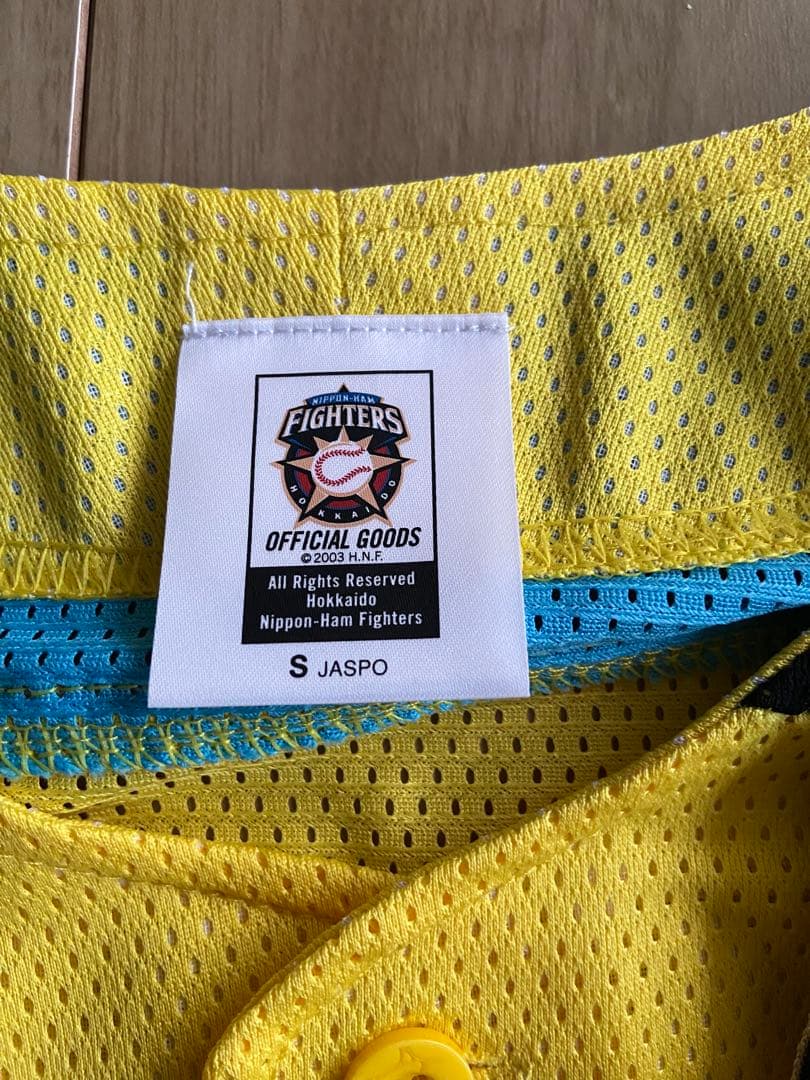 NIPPON-HAM
FIGHTERS
HOKKAIDO
OFFICIAL GOODS
©2003 H.N.F.
All Rights Reserved
Hokkaido
Nippon-Ham Fighters
S JASPO